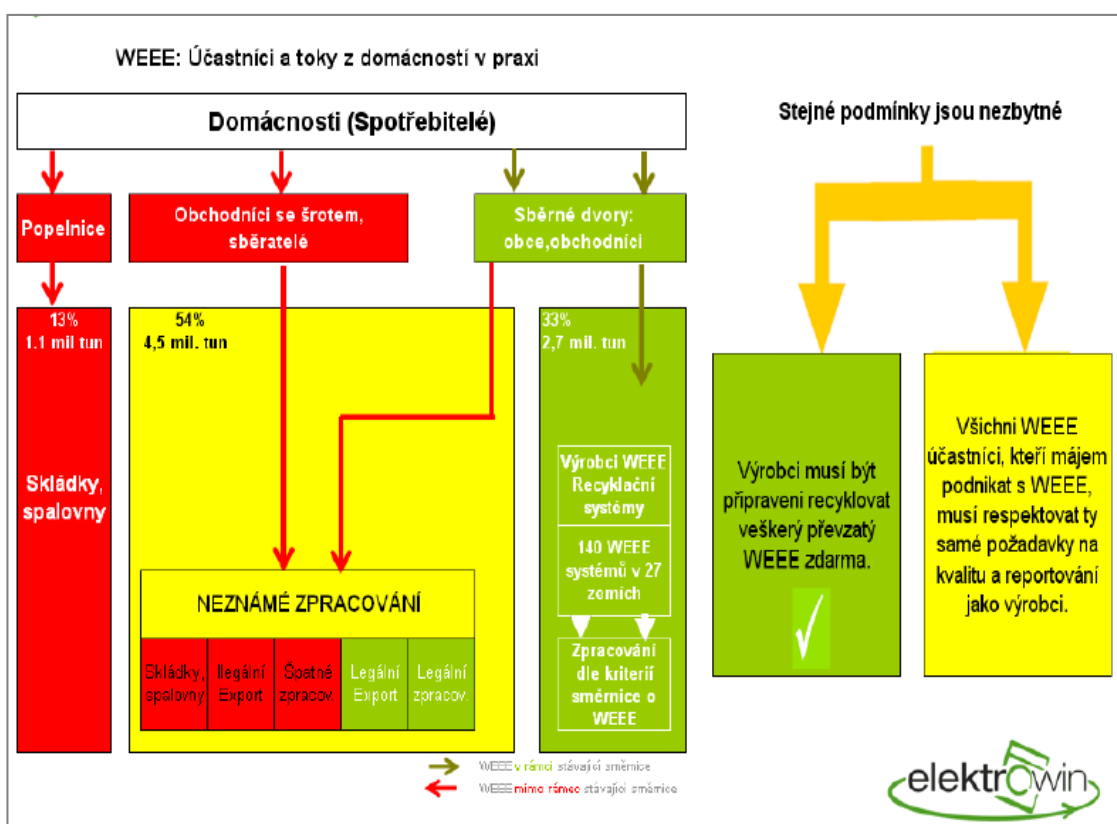 WEEE: Účastníci a toky z domácností v praxi
Domácnosti (Spotřebitelé)
Popelnice
Obchodníci se šrotem,
sběratelé
Sběrné dvory:
obce,obchodníci
13%
1.1 mil tun
54%
4,5 mil. tun
33%
2,7 mil. tun
Skládky,
spalovny
NEZNÁMÉ ZPRACOVÁNÍ
Skládky,
spalovny
Ilegální
Export
Špatné
zpracov.
Legální
Export
Legální
zpracov.
Výrobci WEEE
Recyklační
systémy
140 WEEE
systémů v 27
zemích
Zpracování
dle kriterií
směrnice o
WEEE
WEEE v rámci stávající směrnice
WEEE mimo rámec stávající směrnice
Stejné podmínky jsou nezbytné
Výrobci musí být
připraveni recyklovat
veškerý převzatý
WEEE zdarma.
Všichni WEEE
účastníci, kteří májem
podnikat s WEEE,
musí respektovat ty
samé požadavky na
kvalitu a reportování
jako výrobci.
elektrowin